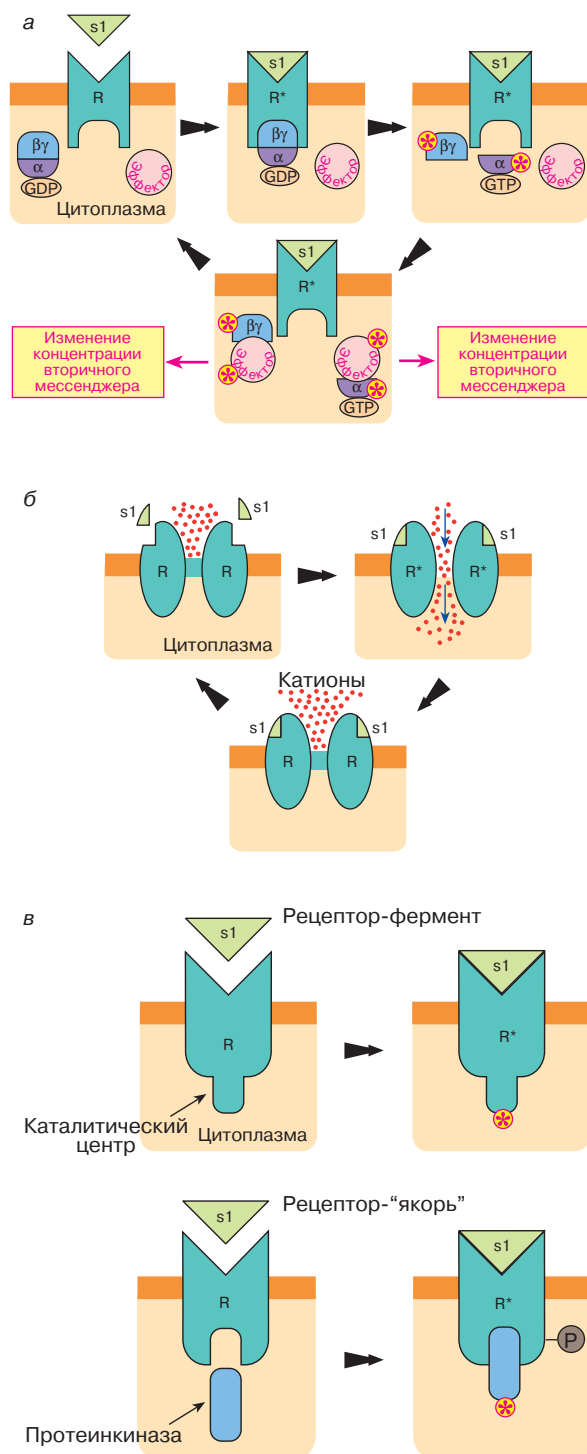 а
s1
R
βγ
α
GDP
эффектор
Цитоплазма
s1
R*
βγ
α
GDP
эффектор
s1
R*
βγ
α
GTP
эффектор
s1
R*
βγ
эффектор
эффектор
α
GTP
Изменение
концентрации
вторичного
мессенджера
Изменение
концентрации
вторичного
мессенджера
б
s1
s1
R
R
Цитоплазма
s1
s1
R*
R*
Катионы
s1
s1
R
R
в
Рецептор-фермент
s1
R
Каталитический
центр
Цитоплазма
s1
R*
Рецептор-“якорь”
s1
R
Протеинкиназа
s1
R*
P